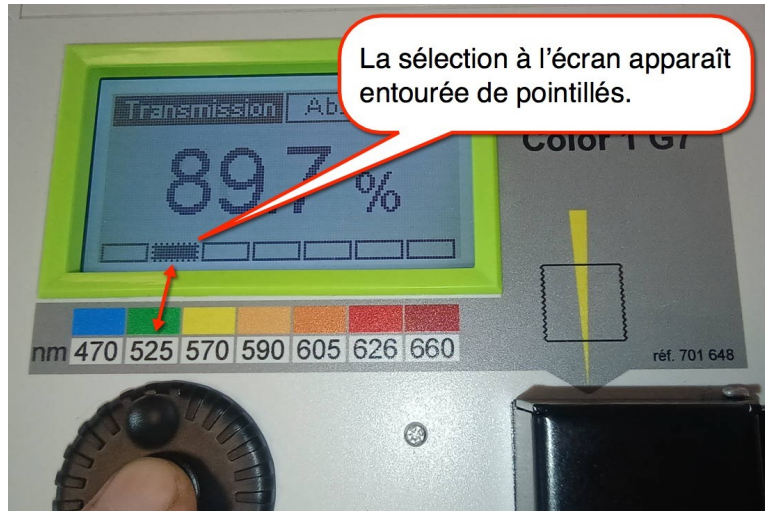 La sélection à l’écran apparaît
entourée de pointillés.
Transmission
89.7 %
Color 1 G7
nm 470 525 570 590 605 626 660
réf. 701 648